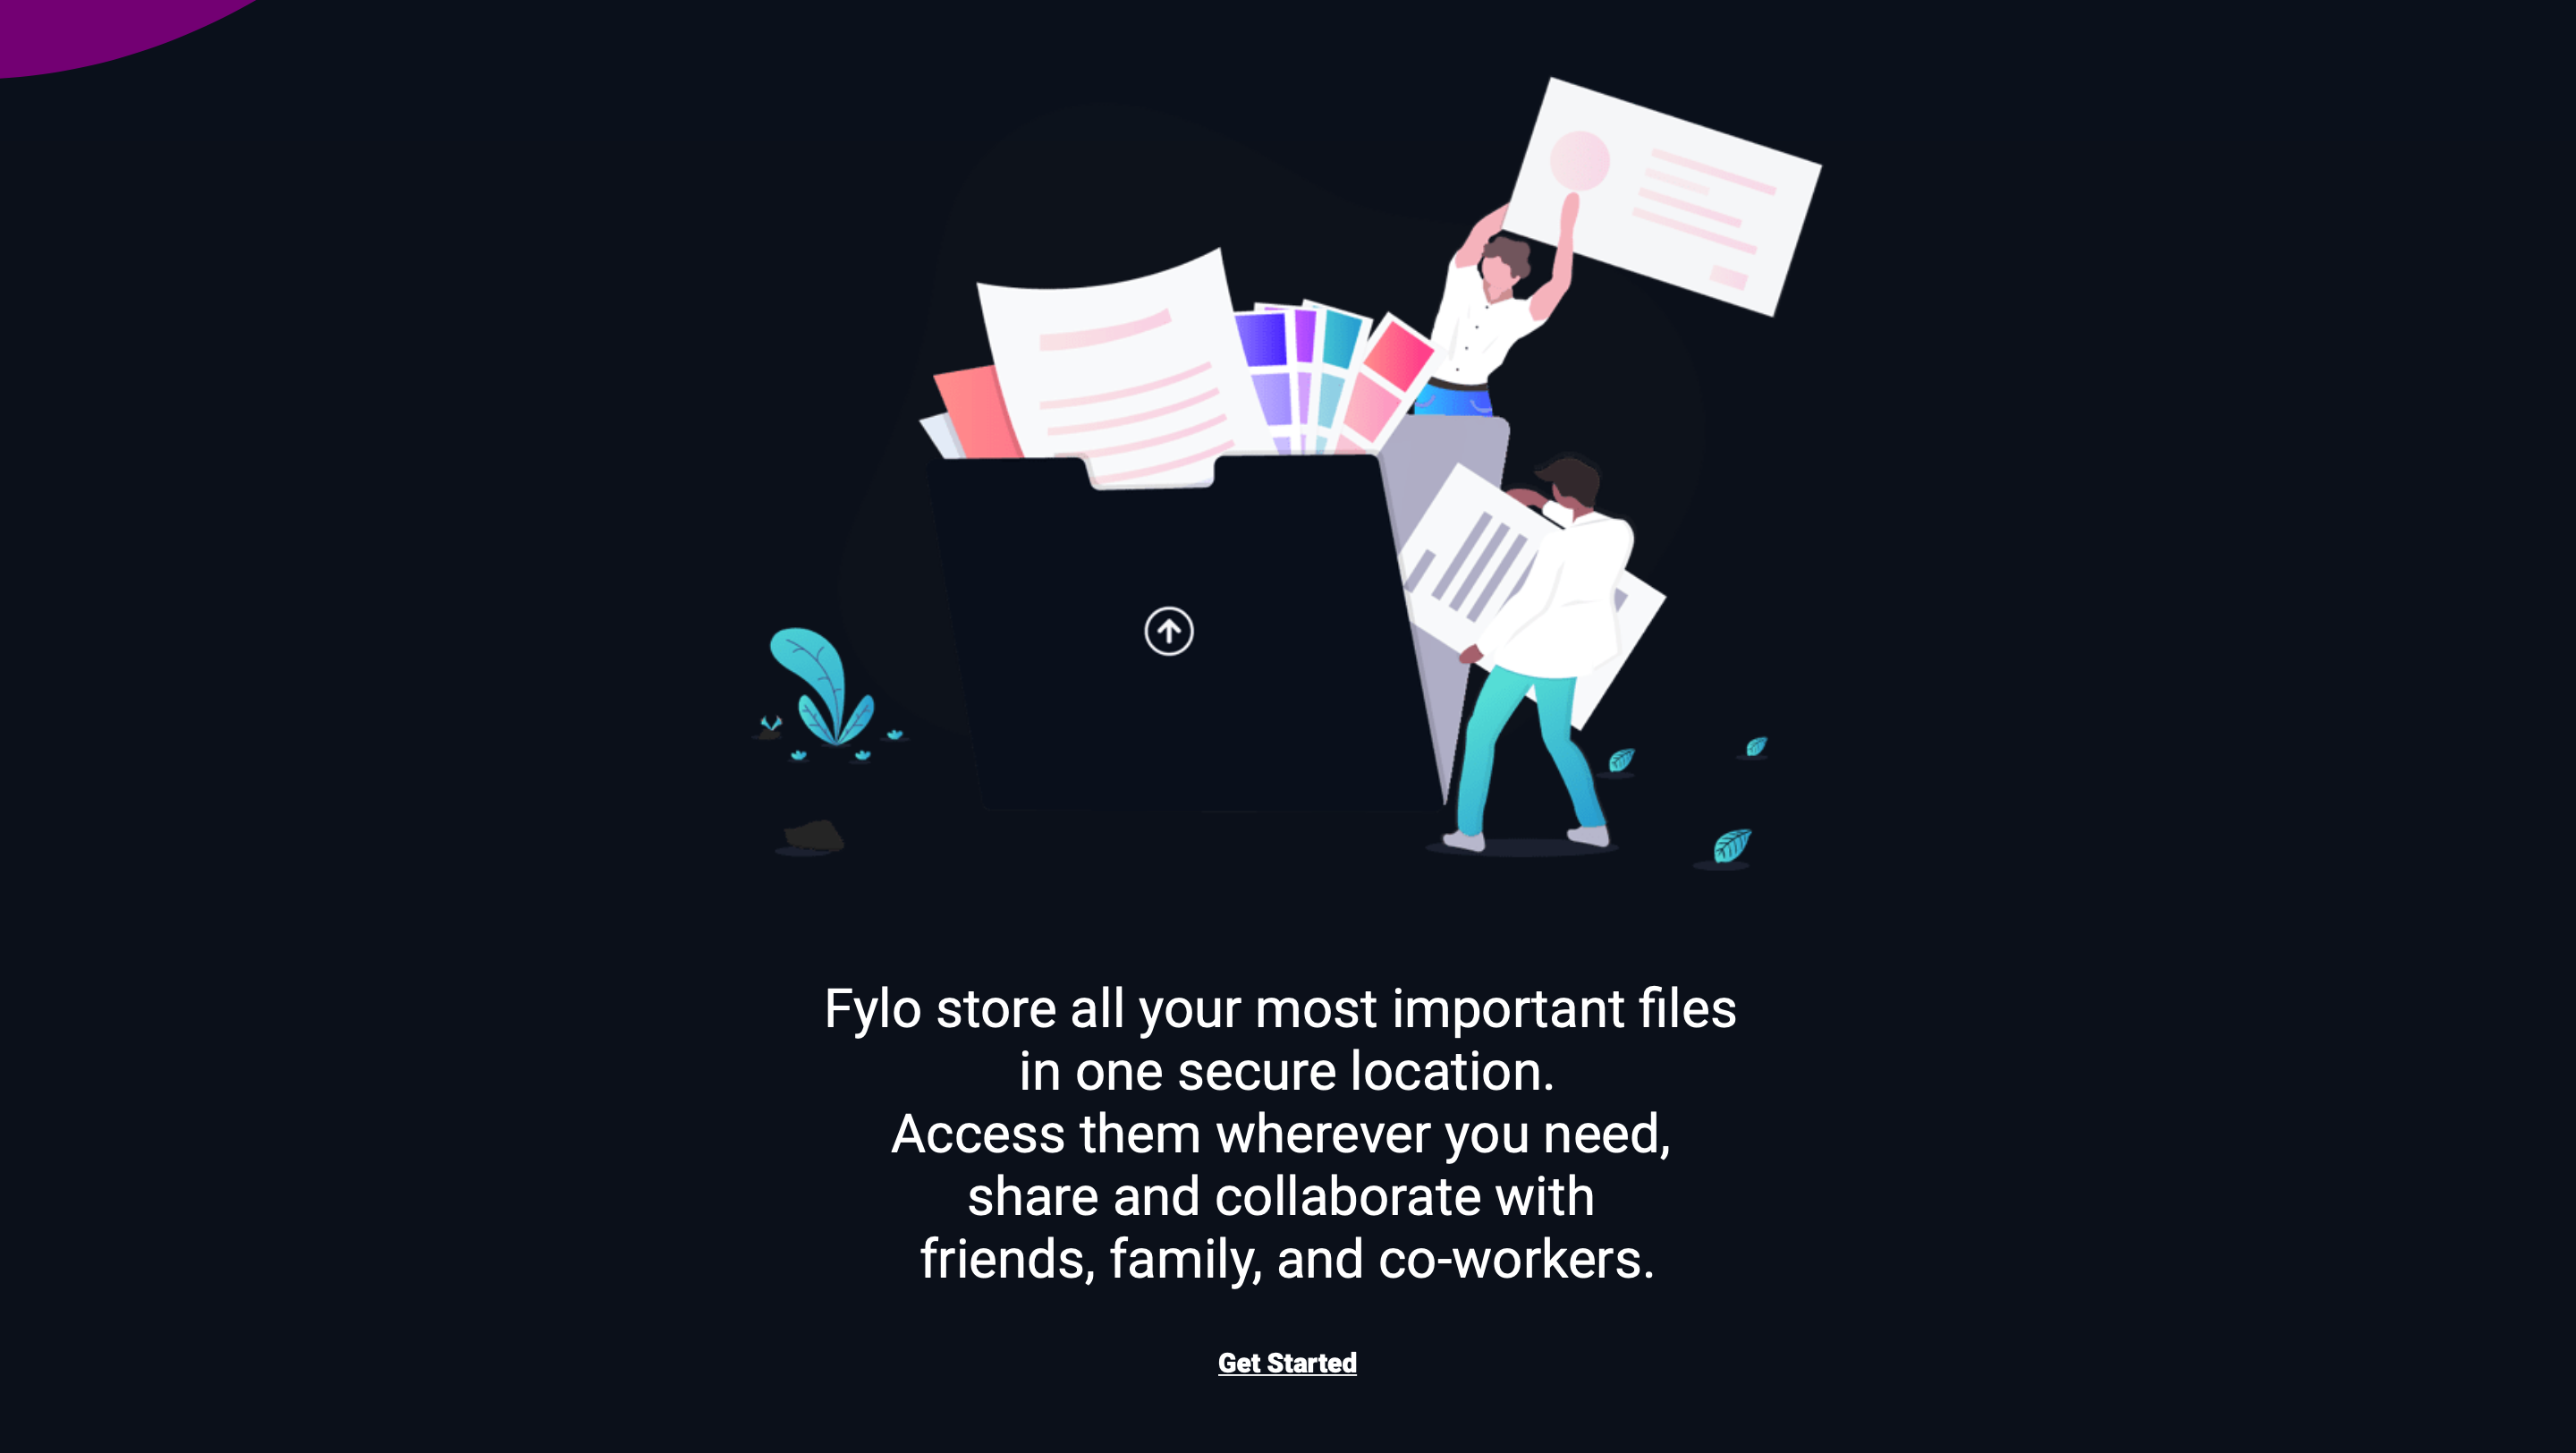 Fylo store all your most important files
in one secure location.
Access them wherever you need,
share and collaborate with
friends, family, and co-workers.
Get Started